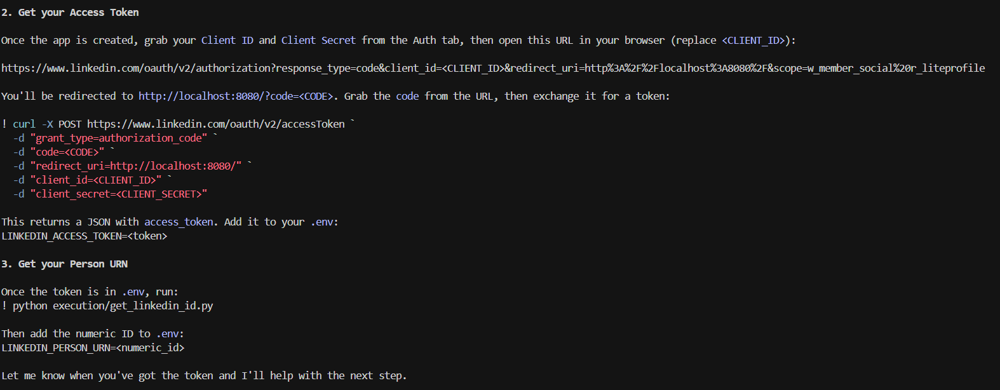 2. Get your Access Token
Once the app is created, grab your Client ID and Client Secret from the Auth tab, then open this URL in your browser (replace <CLIENT_ID>):
https://www.linkedin.com/oauth/v2/authorization?response_type=code&client_id=<CLIENT_ID>&redirect_uri=http%3A%2F%2Flocalhost%3A8080%2F&scope=w_member_social%20r_liteprofile
You'll be redirected to http://localhost:8080/?code=<CODE>. Grab the code from the URL, then exchange it for a token:
! curl -X POST https://www.linkedin.com/oauth/v2/accessToken `
-d "grant_type=authorization_code" `
-d "code=<CODE>" `
-d "redirect_uri=http://localhost:8080/" `
-d "client_id=<CLIENT_ID>" `
-d "client_secret=<CLIENT_SECRET>"
This returns a JSON with access_token. Add it to your .env:
LINKEDIN_ACCESS_TOKEN=<token>
3. Get your Person URN
Once the token is in .env, run:
! python execution/get_linkedin_id.py
Then add the numeric ID to .env:
LINKEDIN_PERSON_URN=<numeric_id>
Let me know when you've got the token and I'll help with the next step.